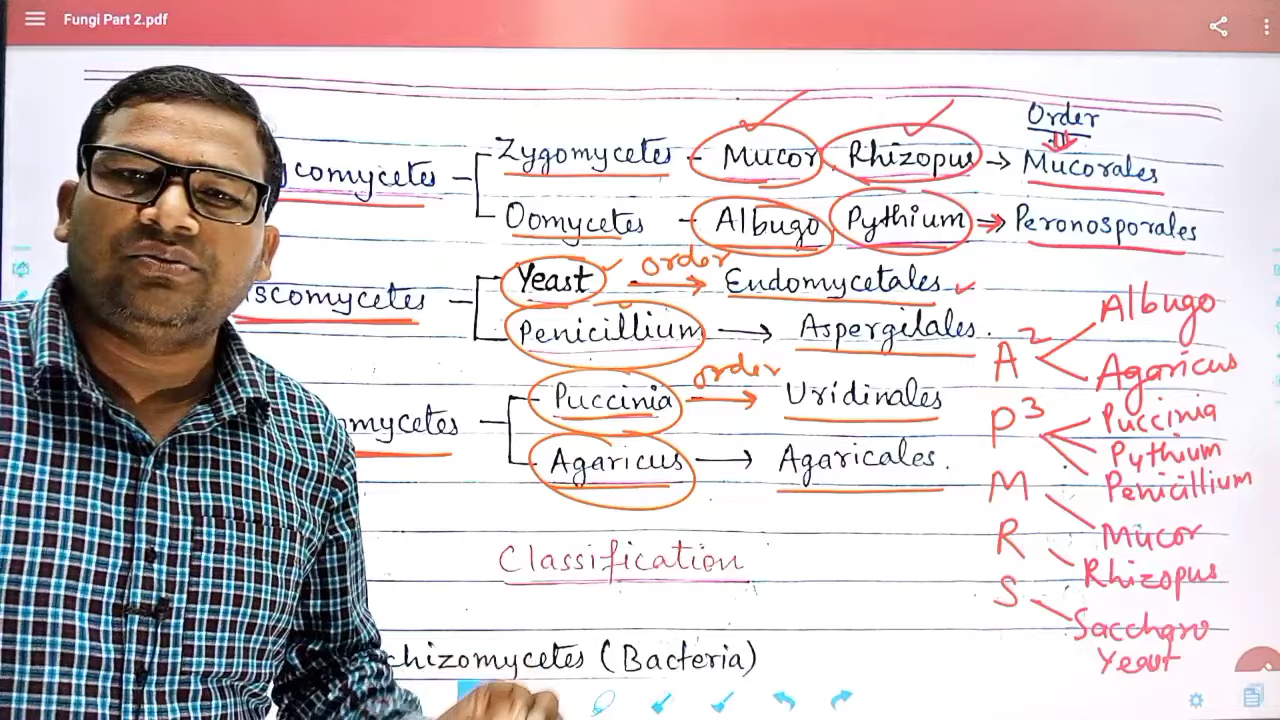 Fungi Part 2.pdf
Order
Zygomycetes - Mucor Rhizopus → Mucorales
ycomycetes
Oomycetes - Albugo Pythium → Peronosporales
Yeast order → Endomycetales
scomycetes
Penicillium → Aspergilales.
Puccinia order → Uridinales
mycetes
Agaricus → Agaricales.
Classification
chizomycetes (Bacteria)
A² Albugo
Agaricus
P³ Puccinia
Pythium
Penicillium
M Mucor
R Rhizopus
S Saccharo
Yeast